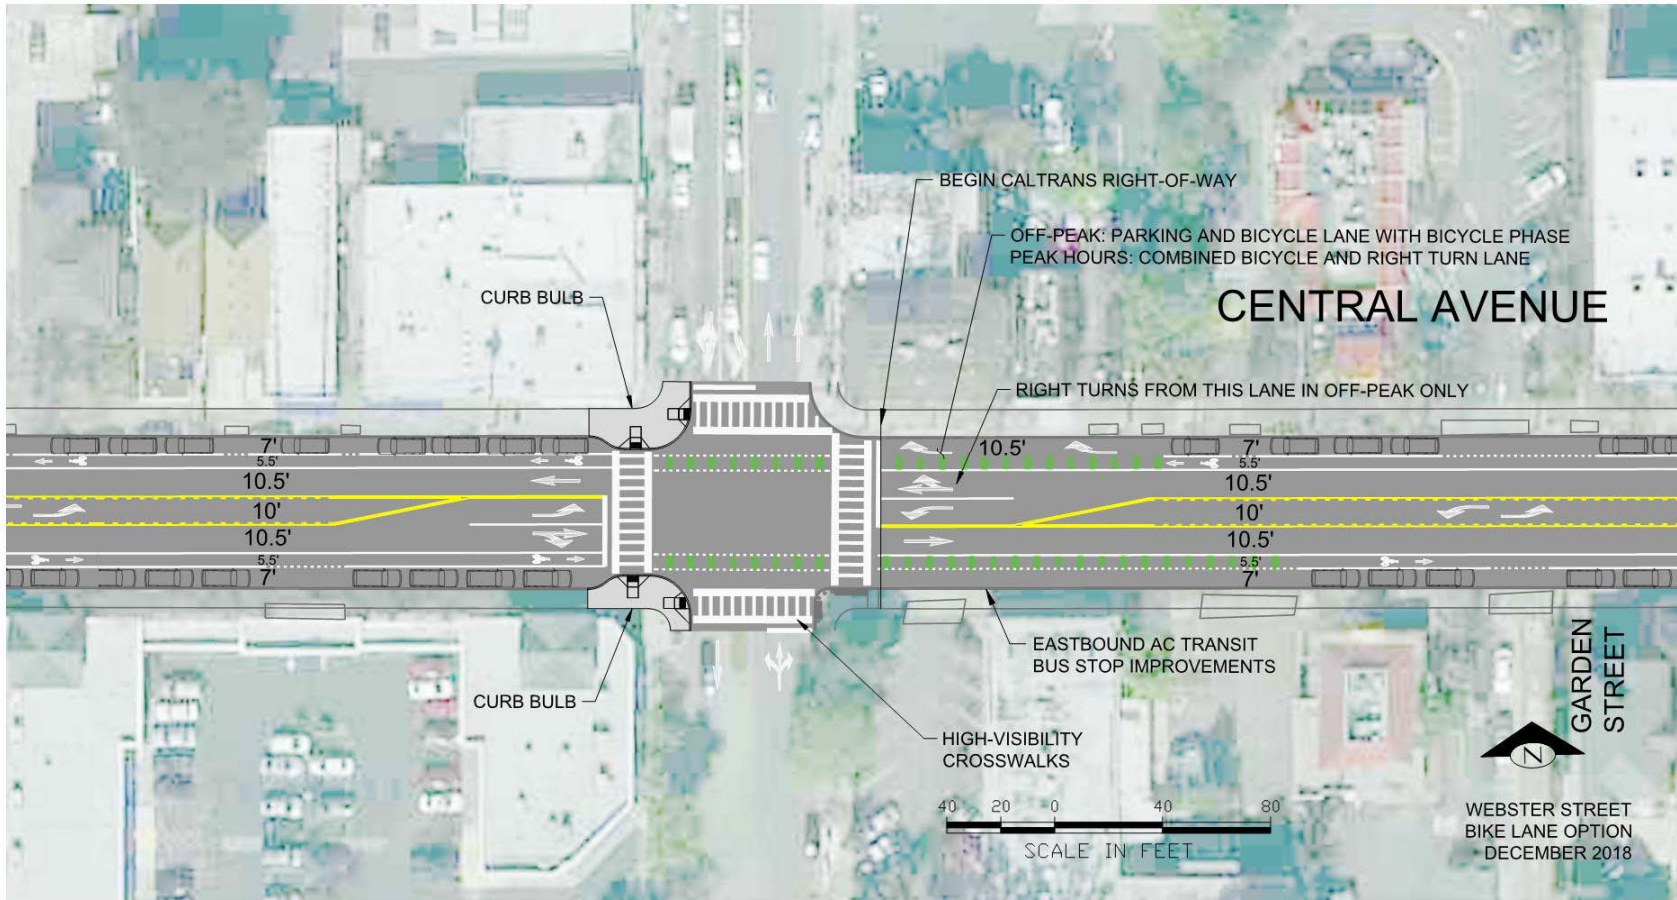 BEGIN CALTRANS RIGHT-OF-WAY
OFF-PEAK: PARKING AND BICYCLE LANE WITH BICYCLE PHASE
PEAK HOURS: COMBINED BICYCLE AND RIGHT TURN LANE
CURB BULB
CENTRAL AVENUE
RIGHT TURNS FROM THIS LANE IN OFF-PEAK ONLY
7'
5.5'
10.5'
10'
10.5'
5.5'
7'
10.5'
7'
5.5'
10.5'
10'
10.5'
5.5'
7'
EASTBOUND AC TRANSIT
BUS STOP IMPROVEMENTS
CURB BULB
HIGH-VISIBILITY
CROSSWALKS
GARDEN
STREET
N
40 20 0 40 80
SCALE IN FEET
WEBSTER STREET
BIKE LANE OPTION
DECEMBER 2018